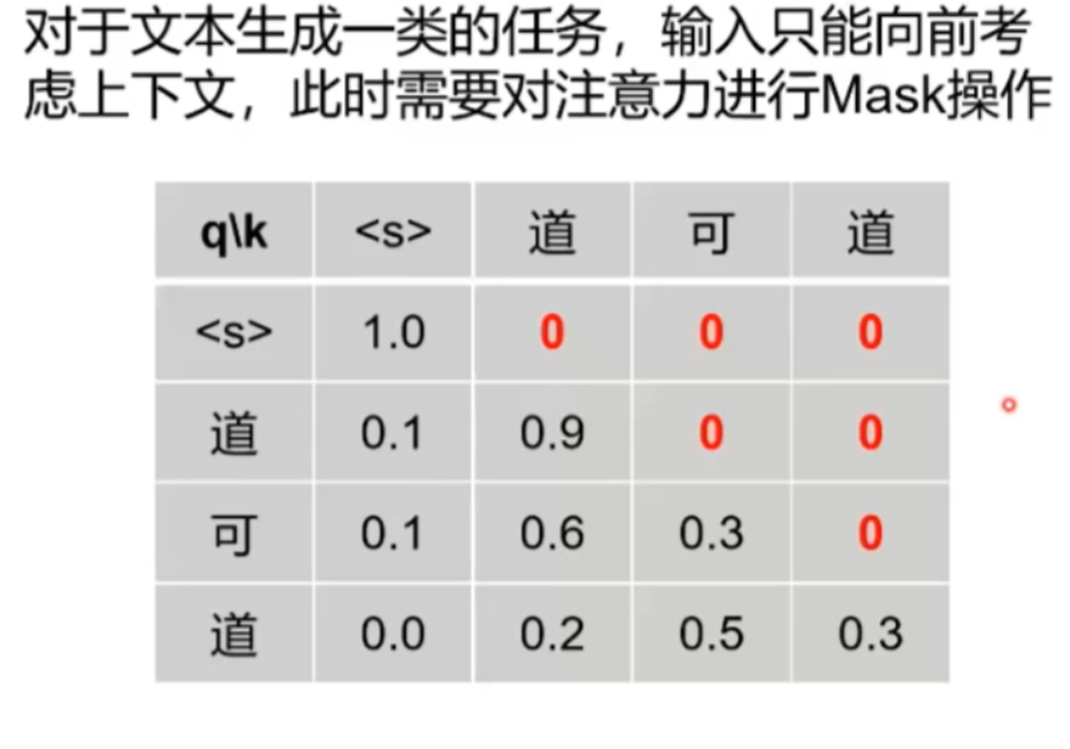 对于文本生成一类的任务，输入只能向前考
虑上下文，此时需要对注意力进行Mask操作
q\k <s> 道 可 道
<s> 1.0 0 0 0
道 0.1 0.9 0 0
可 0.1 0.6 0.3 0
道 0.0 0.2 0.5 0.3